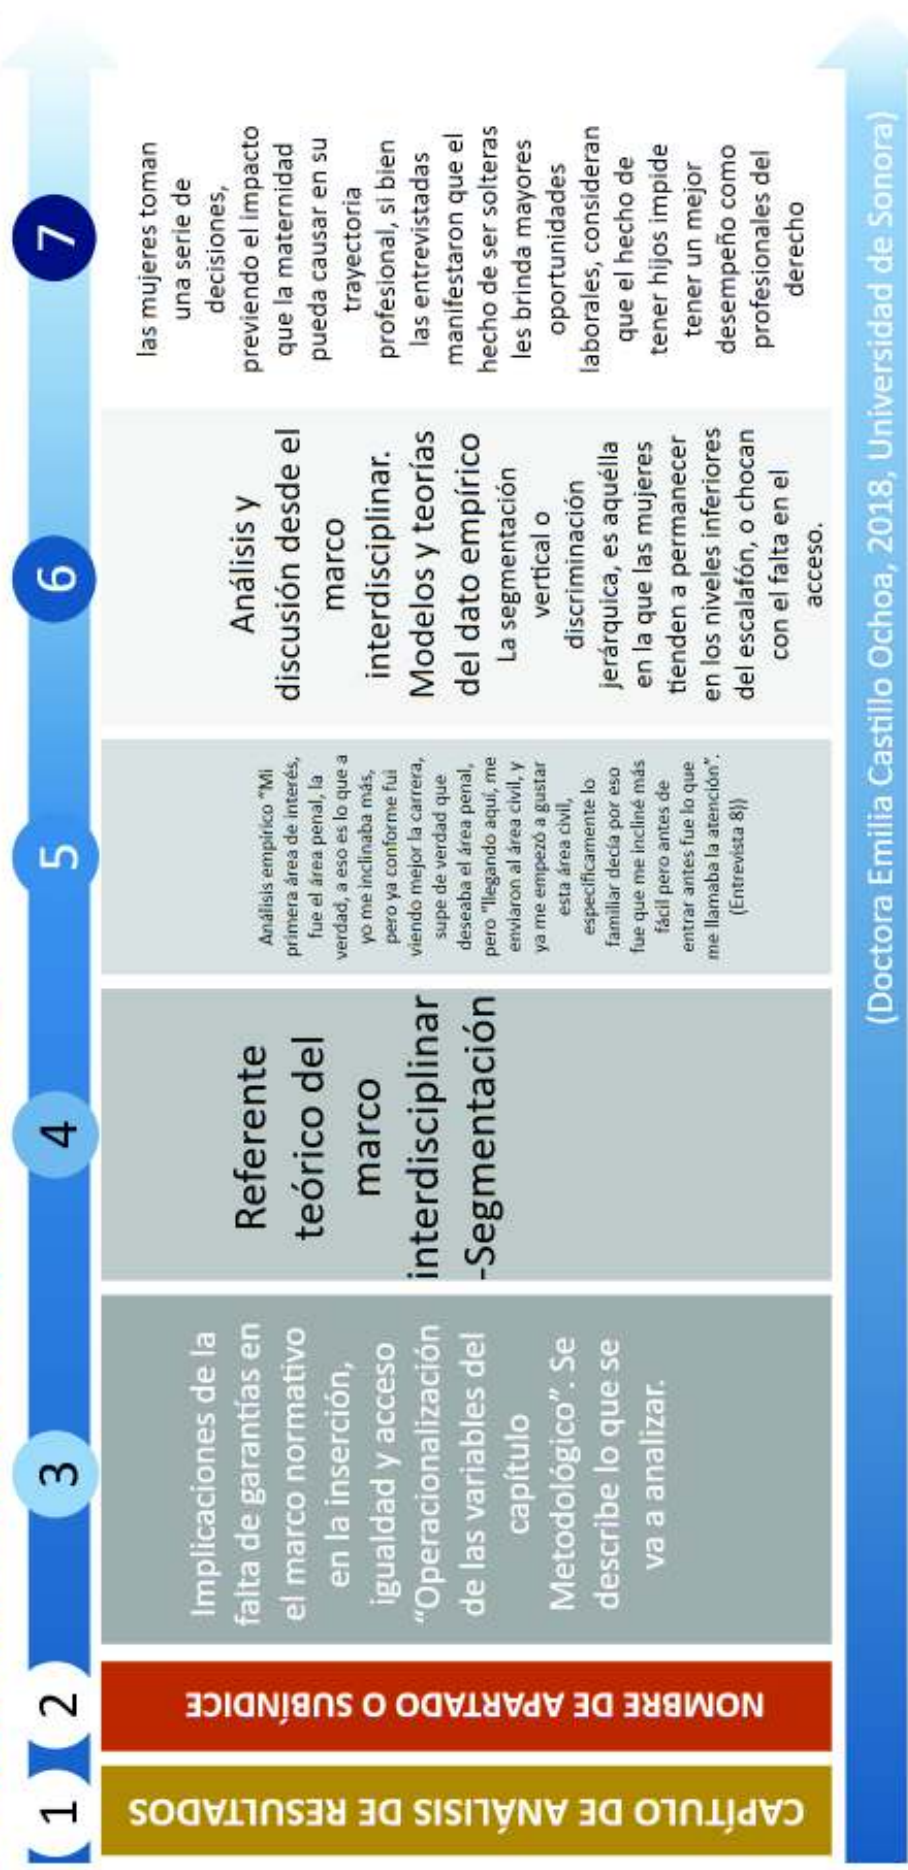 1
CAPÍTULO DE ANÁLISIS DE RESULTADOS
2
NOMBRE DE APARTADO O SUBÍNDICE
3
Implicaciones de la
falta de garantías en
el marco normativo
en la inserción,
igualdad y acceso
“Operacionalización
de las variables del
capítulo
Metodológico”. Se
describe lo que se
va a analizar.
4
Referente
teórico del
marco
interdisciplinar
-Segmentación
5
Análisis empírico “Mi
primera área de interés,
fue el área penal, la
verdad, a eso es lo que a
yo me inclinaba más,
pero ya conforme fui
viendo mejor la carrera,
supe de verdad que
deseaba el área penal,
pero “llegando aquí, me
enviaron al área civil, y
ya me empezó a gustar
esta área civil,
específicamente lo
familiar decía por eso
fue que me incliné más
fácil pero antes de
entrar antes fue lo que
me llamaba la atención”.
(Entrevista 8))
6
Análisis y
discusión desde el
marco
interdisciplinar.
Modelos y teorías
del dato empírico
La segmentación
vertical o
discriminación
jerárquica, es aquélla
en la que las mujeres
tienden a permanecer
en los niveles inferiores
del escalafón, o chocan
con el falta en el
acceso.
7
las mujeres toman
una serie de
decisiones,
previendo el impacto
que la maternidad
pueda causar en su
trayectoria
profesional, si bien
las entrevistadas
manifestaron que el
hecho de ser solteras
les brinda mayores
oportunidades
laborales, consideran
que el hecho de
tener hijos impide
tener un mejor
desempeño como
profesionales del
derecho
(Doctora Emilia Castillo Ochoa, 2018, Universidad de Sonora)